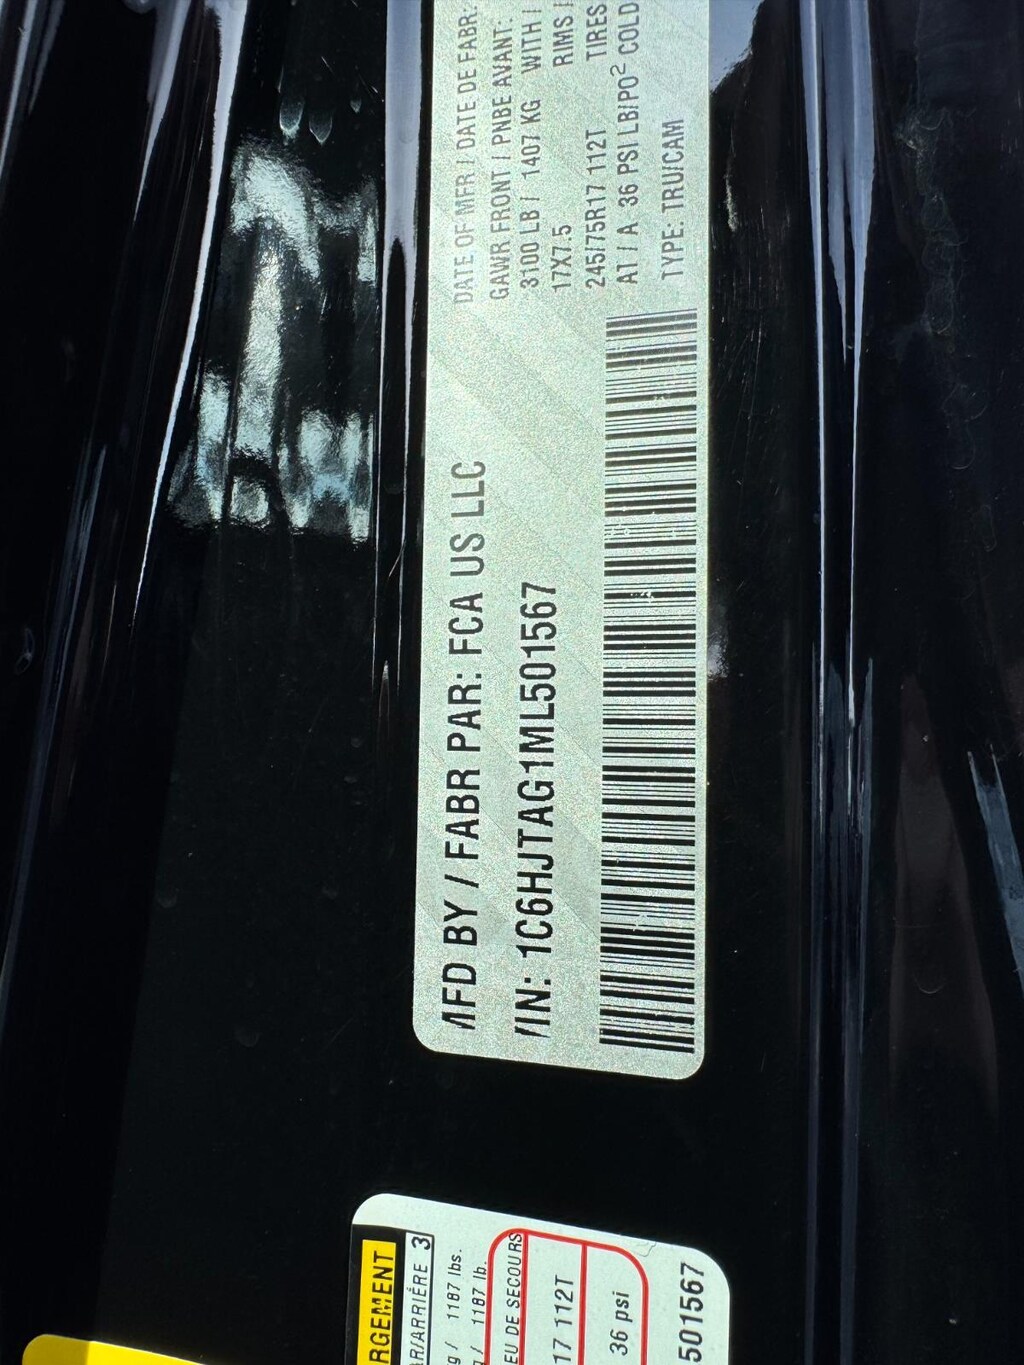 MFD BY / FABR PAR: FCA US LLC
VIN: 1C6HJTAG1ML501567
DATE OF MFR / DATE DE FABR:
GAWR FRONT / PNBE AVANT:
3100 LB / 1407 KG WITH /
17X7.5 RIMS /
245/75R17 112T TIRES
AT / A 36 PSI LB/PO² COLD
TYPE: TRU/CAM
RGEMENT
AR/ARRIÈRE 3
g / 1187 lbs.
g / 1187 lb.
EU DE SECOURS
17 112T
36 psi
501567